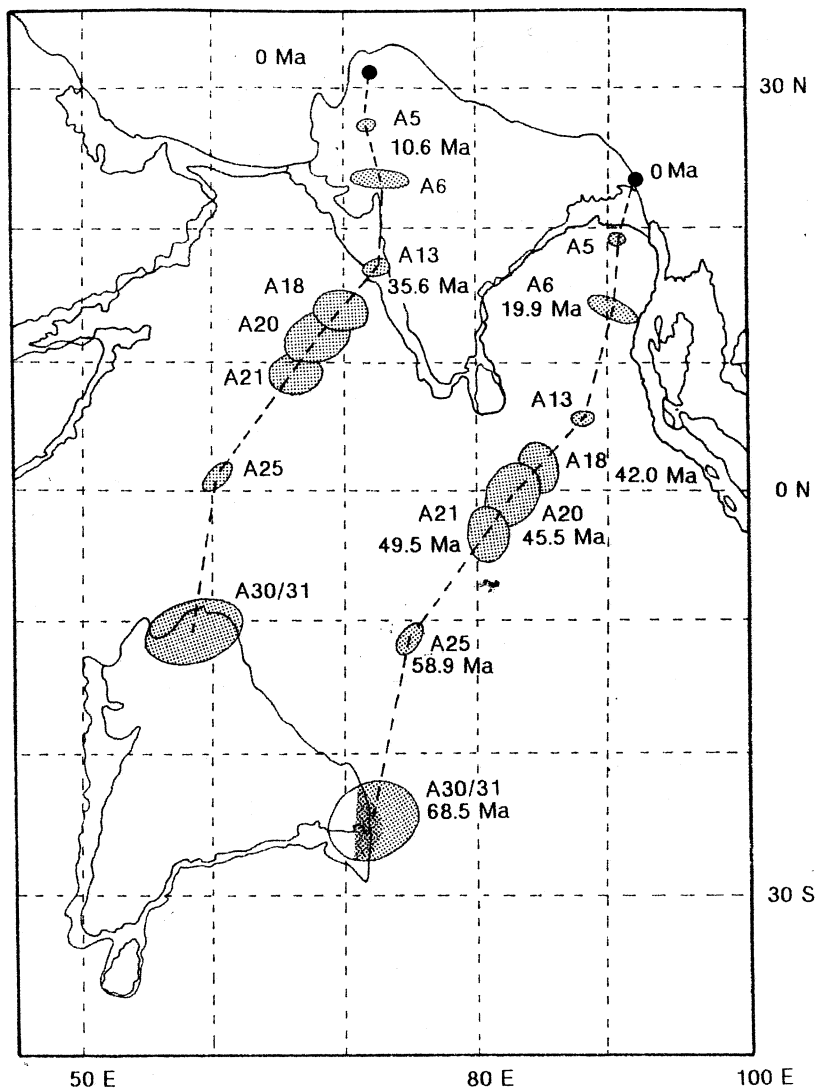 0 Ma
30 N
A5
10.6 Ma
A6
0 Ma
A5
A13
35.6 Ma
A18
A6
19.9 Ma
A20
A21
A13
A25
A18
42.0 Ma
0 N
A21
49.5 Ma
A20
45.5 Ma
A30/31
A25
58.9 Ma
A30/31
68.5 Ma
30 S
50 E
80 E
100 E